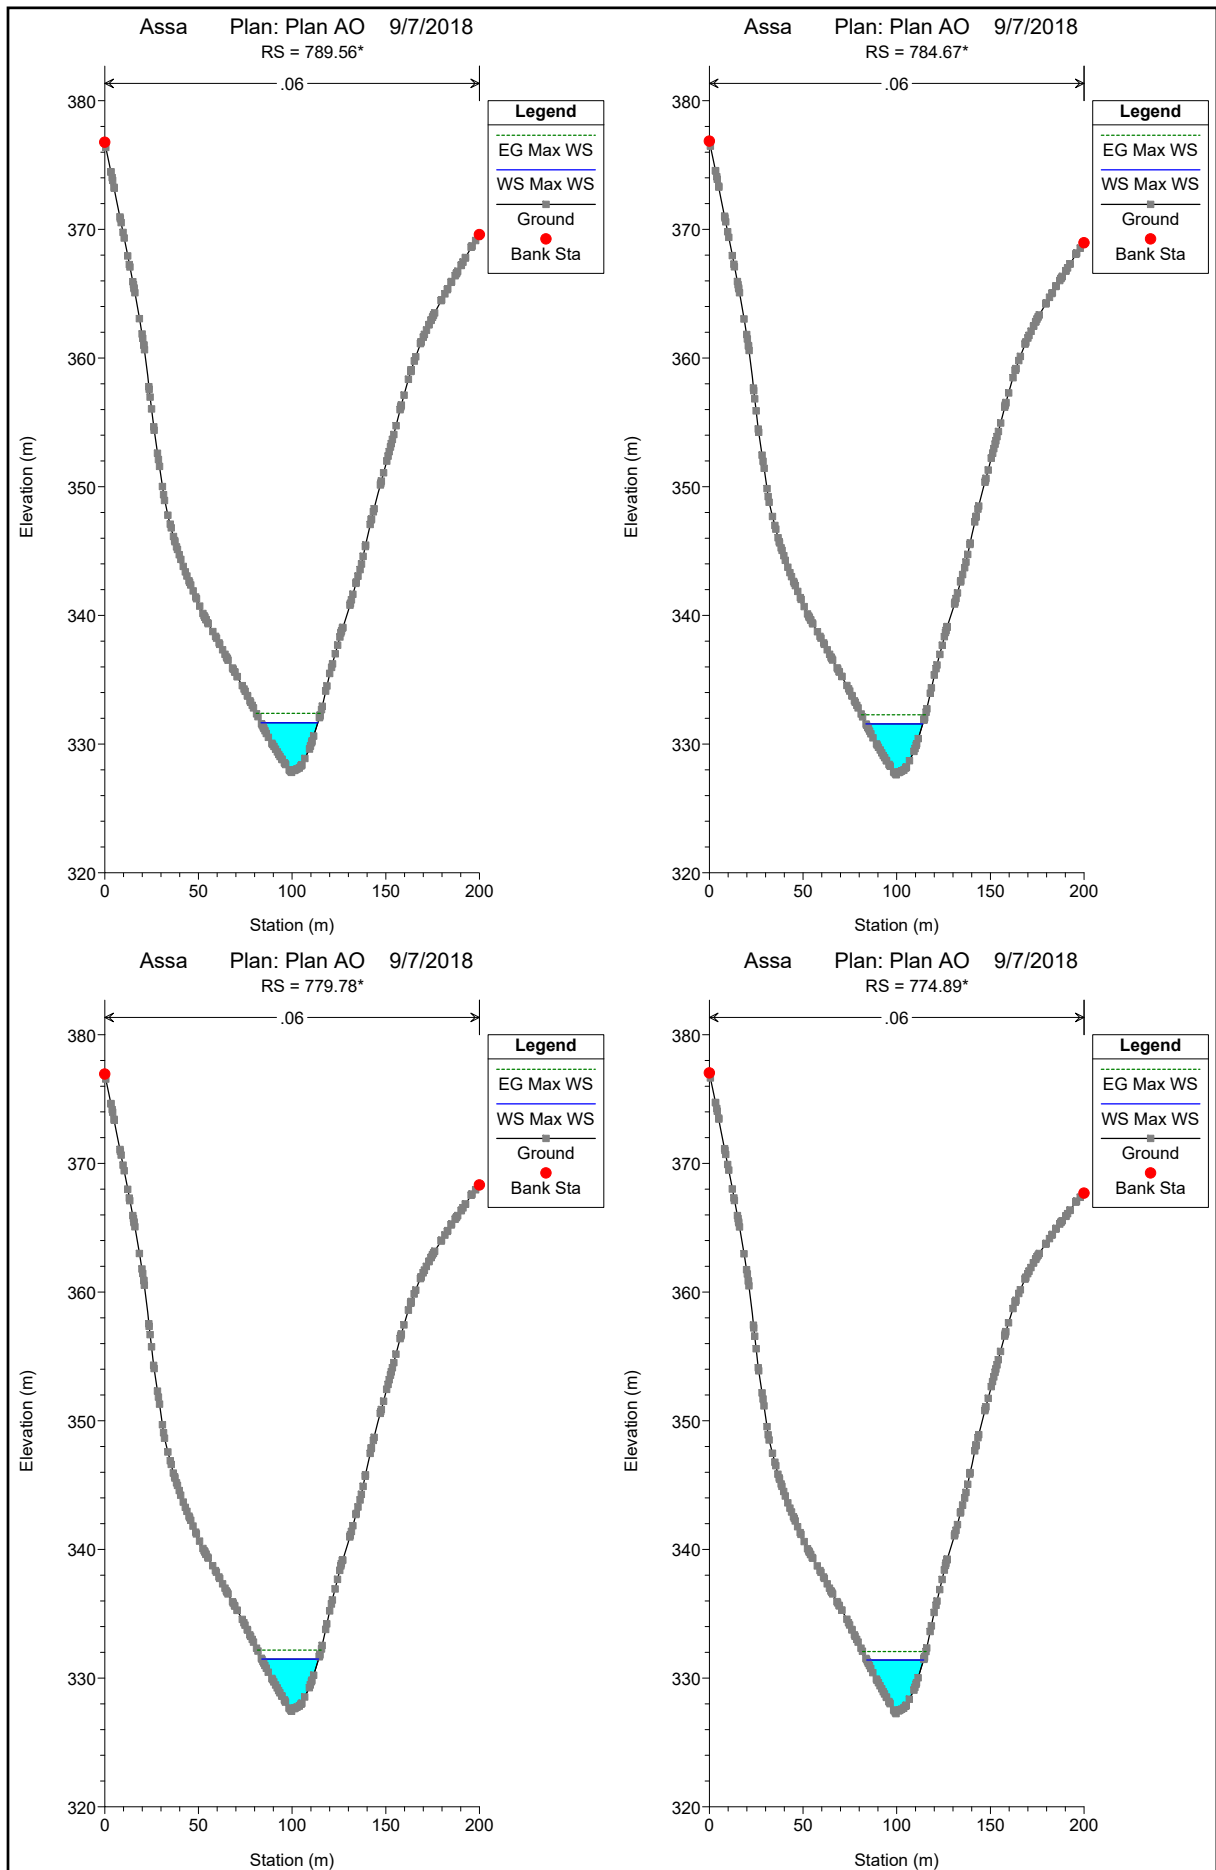 Assa Plan: Plan AO 9/7/2018
RS = 789.56*
.06
380
370
360
350
340
330
320
0 50 100 150 200
Station (m)
Elevation (m)
Legend
EG Max WS
WS Max WS
Ground
Bank Sta
Assa Plan: Plan AO 9/7/2018
RS = 784.67*
.06
380
370
360
350
340
330
320
0 50 100 150 200
Station (m)
Elevation (m)
Legend
EG Max WS
WS Max WS
Ground
Bank Sta
Assa Plan: Plan AO 9/7/2018
RS = 779.78*
.06
380
370
360
350
340
330
320
0 50 100 150 200
Station (m)
Elevation (m)
Legend
EG Max WS
WS Max WS
Ground
Bank Sta
Assa Plan: Plan AO 9/7/2018
RS = 774.89*
.06
380
370
360
350
340
330
320
0 50 100 150 200
Station (m)
Elevation (m)
Legend
EG Max WS
WS Max WS
Ground
Bank Sta